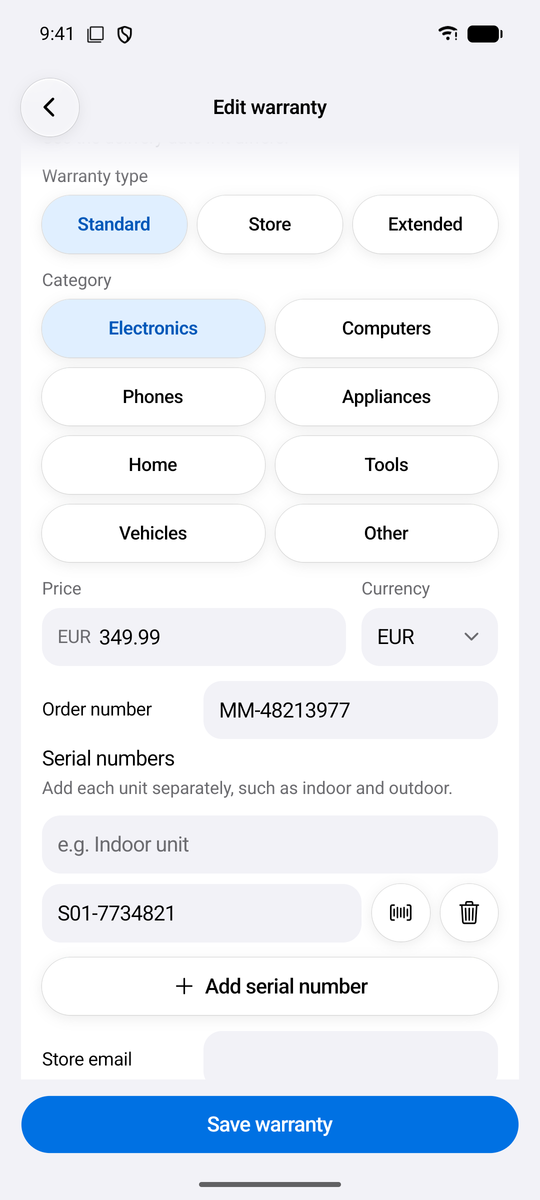 9:41
Edit warranty
Warranty type
Standard
Store
Extended
Category
Electronics
Computers
Phones
Appliances
Home
Tools
Vehicles
Other
Price
Currency
EUR 349.99
EUR
Order number
MM-48213977
Serial numbers
Add each unit separately, such as indoor and outdoor.
e.g. Indoor unit
S01-7734821
Add serial number
Store email
Save warranty